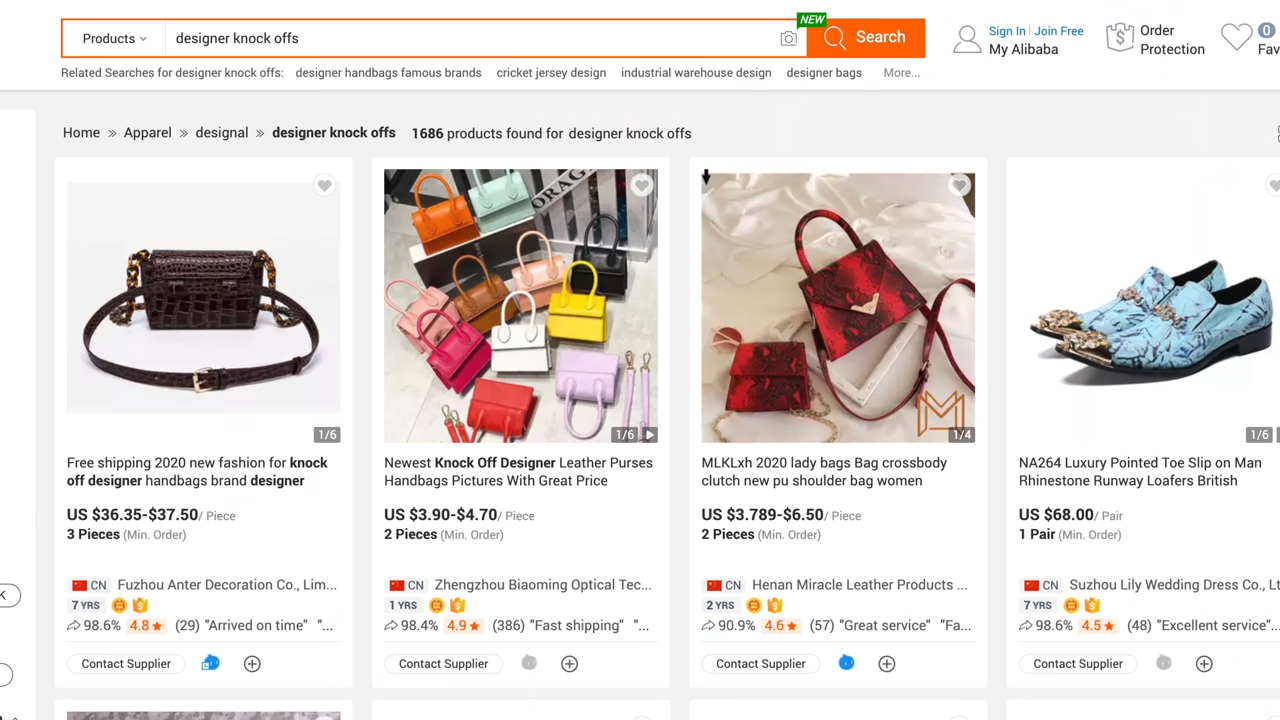 Products
designer knock offs
NEW
Search
Sign In | Join Free
My Alibaba
Order
Protection
0
Fav
Related Searches for designer knock offs: designer handbags famous brands cricket jersey design industrial warehouse design designer bags More...
Home » Apparel » designal » designer knock offs 1686 products found for designer knock offs
1/6
Free shipping 2020 new fashion for knock
off designer handbags brand designer
US $36.35-$37.50/ Piece
3 Pieces (Min. Order)
CN Fuzhou Anter Decoration Co., Lim...
7 YRS
98.6% 4.8★ (29) "Arrived on time" "...
Contact Supplier
ORAG
1/6
Newest Knock Off Designer Leather Purses
Handbags Pictures With Great Price
US $3.90-$4.70/ Piece
2 Pieces (Min. Order)
CN Zhengzhou Biaoming Optical Tec...
1 YRS
98.4% 4.9★ (386) "Fast shipping" "...
Contact Supplier
M
1/4
MLKLxh 2020 lady bags Bag crossbody
clutch new pu shoulder bag women
US $3.789-$6.50/ Piece
2 Pieces (Min. Order)
CN Henan Miracle Leather Products ...
2 YRS
90.9% 4.6★ (57) "Great service" "Fa...
Contact Supplier
1/6
NA264 Luxury Pointed Toe Slip on Man
Rhinestone Runway Loafers British
US $68.00/ Pair
1 Pair (Min. Order)
CN Suzhou Lily Wedding Dress Co., Lt
7 YRS
98.6% 4.5★ (48) "Excellent service"...
Contact Supplier
K